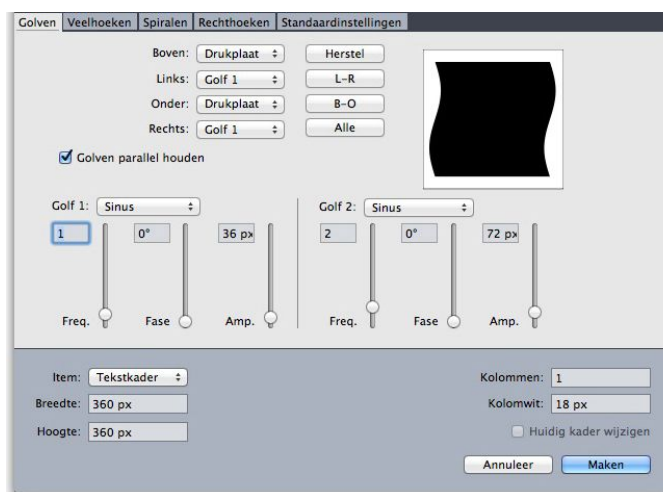 Golven Veelhoeken Spiralen Rechthoeken Standaardinstellingen
Boven: Drukplaat Herstel
Links: Golf 1 L-R
Onder: Drukplaat B-O
Rechts: Golf 1 Alle
Golven parallel houden
Golf 1: Sinus Golf 2: Sinus
1 0° 36 px 2 0° 72 px
Freq. Fase Amp. Freq. Fase Amp.
Item: Tekstkader Kolommen: 1
Breedte: 360 px Kolomwit: 18 px
Hoogte: 360 px Huidig kader wijzigen
Annuleer Maken